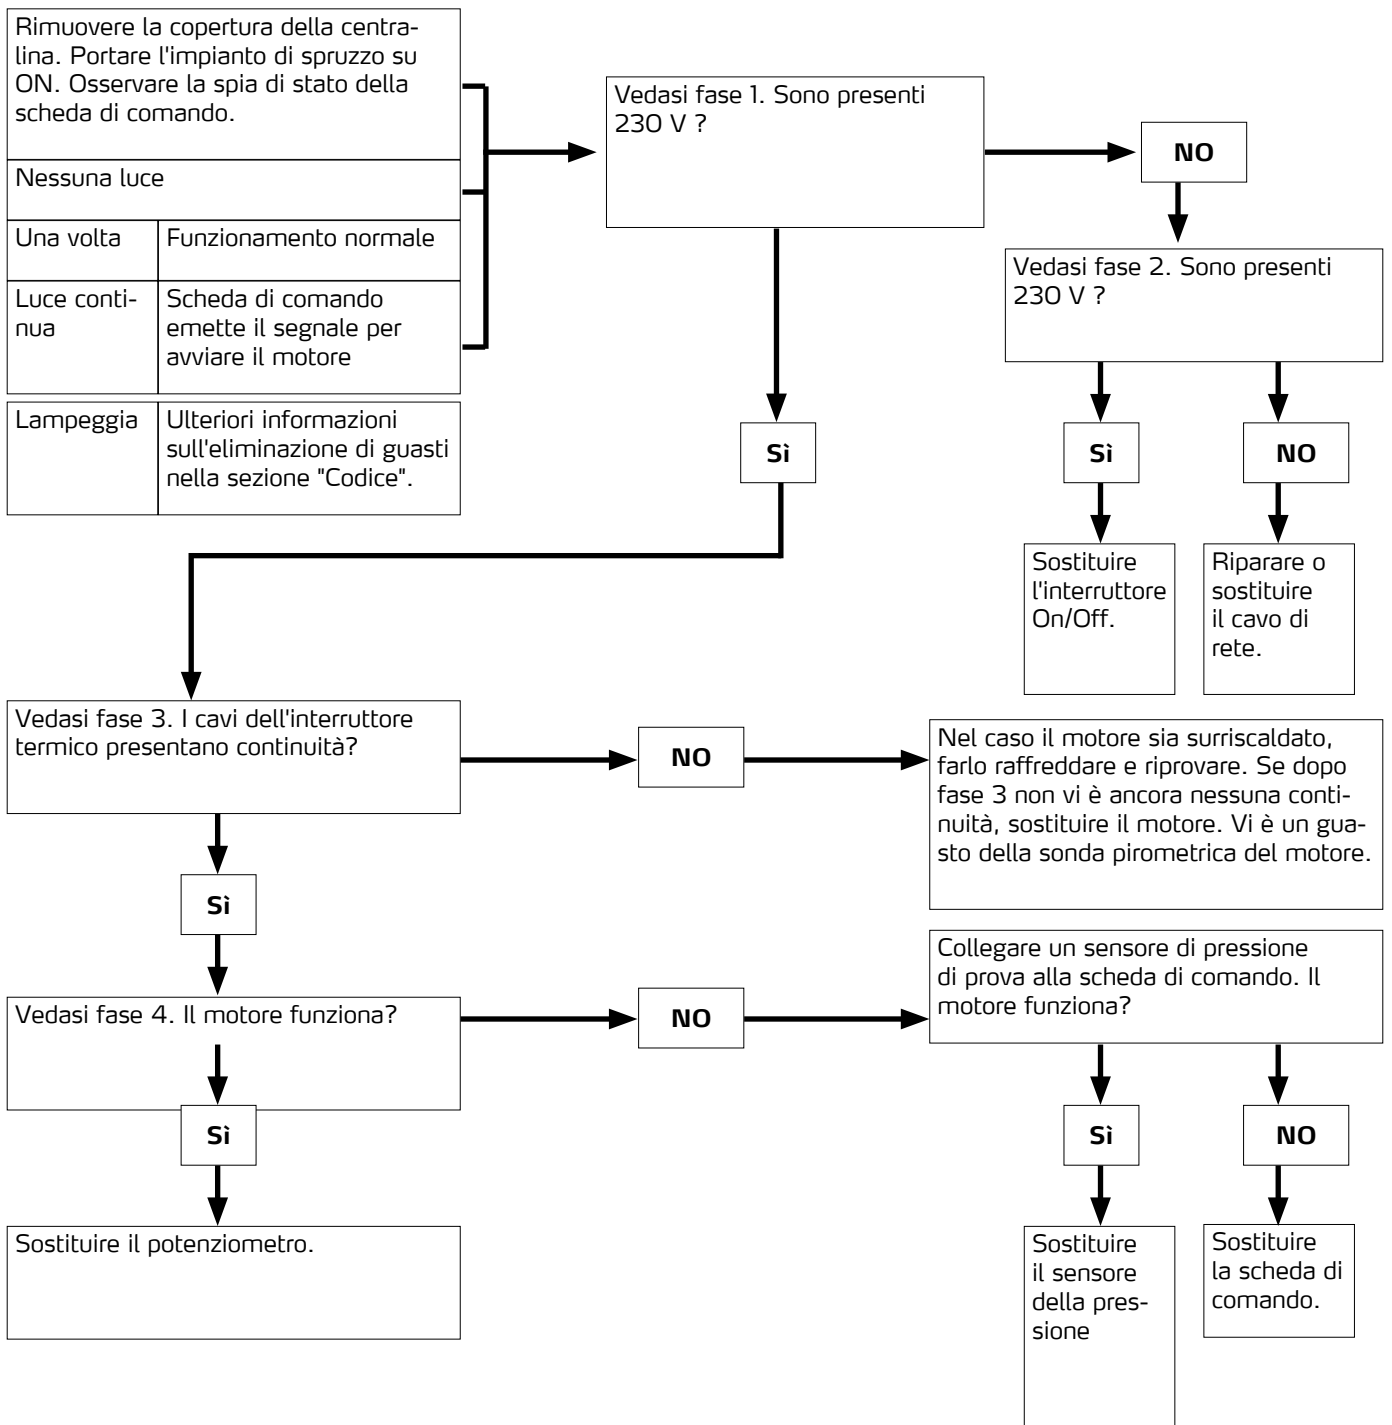 Rimuovere la copertura della centra-
lina. Portare l'impianto di spruzzo su
ON. Osservare la spia di stato della
scheda di comando.
Nessuna luce
Una volta
Funzionamento normale
Luce conti-
nua
Scheda di comando
emette il segnale per
avviare il motore
Lampeggia
Ulteriori informazioni
sull'eliminazione di guasti
nella sezione "Codice".
Vedasi fase 1. Sono presenti
230 V ?
NO
Vedasi fase 2. Sono presenti
230 V ?
Sì
Sì
NO
Sostituire
l'interruttore
On/Off.
Riparare o
sostituire
il cavo di
rete.
Vedasi fase 3. I cavi dell'interruttore
termico presentano continuità?
NO
Nel caso il motore sia surriscaldato,
farlo raffreddare e riprovare. Se dopo
fase 3 non vi è ancora nessuna conti-
nuità, sostituire il motore. Vi è un gua-
sto della sonda pirometrica del motore.
Sì
Vedasi fase 4. Il motore funziona?
NO
Collegare un sensore di pressione
di prova alla scheda di comando. Il
motore funziona?
Sì
Sì
NO
Sostituire il potenziometro.
Sostituire
il sensore
della pres-
sione
Sostituire
la scheda di
comando.